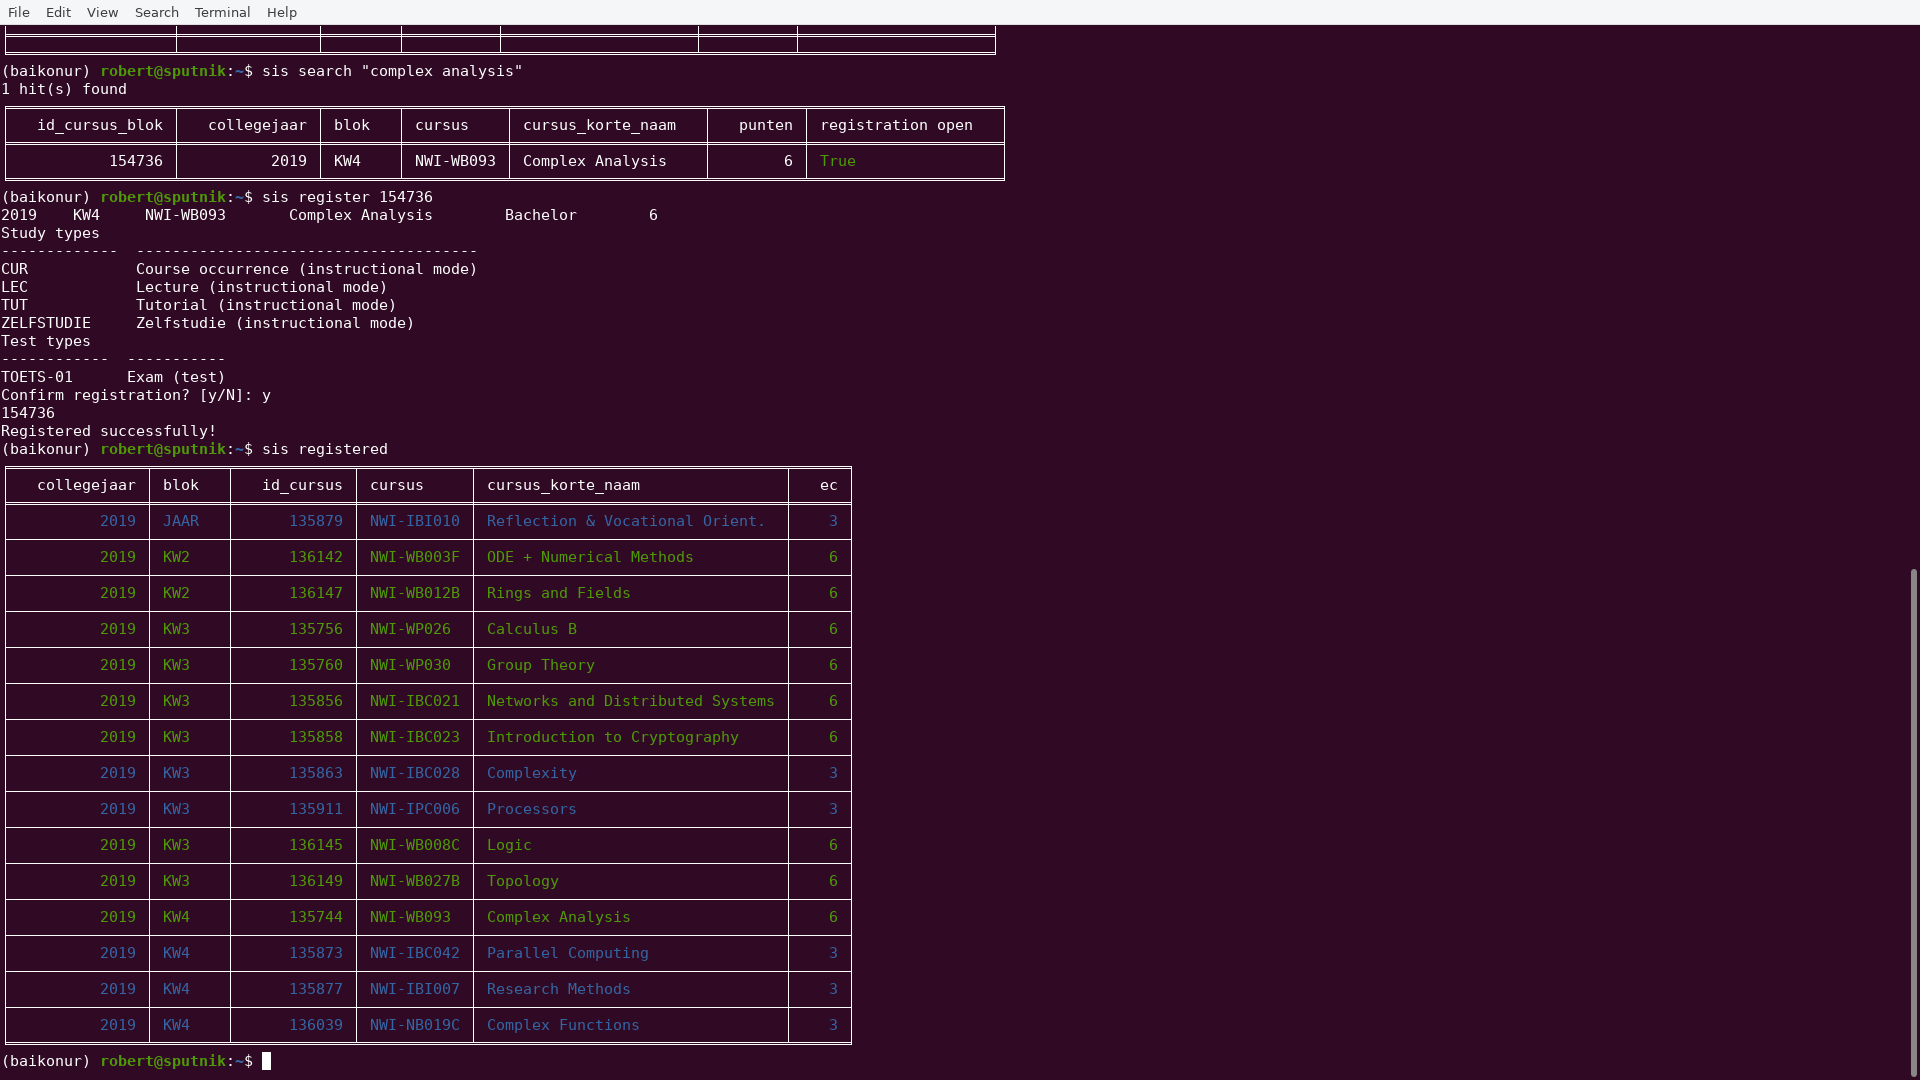 File Edit View Search Terminal Help
(baikonur) robert@sputnik:~$ sis search "complex analysis"
1 hit(s) found
id_cursus_blok collegejaar blok cursus cursus_korte_naam punten registration open
154736 2019 KW4 NWI-WB093 Complex Analysis 6 True
(baikonur) robert@sputnik:~$ sis register 154736
2019 KW4 NWI-WB093 Complex Analysis Bachelor 6
Study types
------------- --------------------------------------
CUR Course occurrence (instructional mode)
LEC Lecture (instructional mode)
TUT Tutorial (instructional mode)
ZELFSTUDIE Zelfstudie (instructional mode)
Test types
------------ -----------
TOETS-01 Exam (test)
Confirm registration? [y/N]: y
154736
Registered successfully!
(baikonur) robert@sputnik:~$ sis registered
collegejaar blok id_cursus cursus cursus_korte_naam ec
2019 JAAR 135879 NWI-IBI010 Reflection & Vocational Orient. 3
2019 KW2 136142 NWI-WB003F ODE + Numerical Methods 6
2019 KW2 136147 NWI-WB012B Rings and Fields 6
2019 KW3 135756 NWI-WP026 Calculus B 6
2019 KW3 135760 NWI-WP030 Group Theory 6
2019 KW3 135856 NWI-IBC021 Networks and Distributed Systems 6
2019 KW3 135858 NWI-IBC023 Introduction to Cryptography 6
2019 KW3 135863 NWI-IBC028 Complexity 3
2019 KW3 135911 NWI-IPC006 Processors 3
2019 KW3 136145 NWI-WB008C Logic 6
2019 KW3 136149 NWI-WB027B Topology 6
2019 KW4 135744 NWI-WB093 Complex Analysis 6
2019 KW4 135873 NWI-IBC042 Parallel Computing 3
2019 KW4 135877 NWI-IBI007 Research Methods 3
2019 KW4 136039 NWI-NB019C Complex Functions 3
(baikonur) robert@sputnik:~$